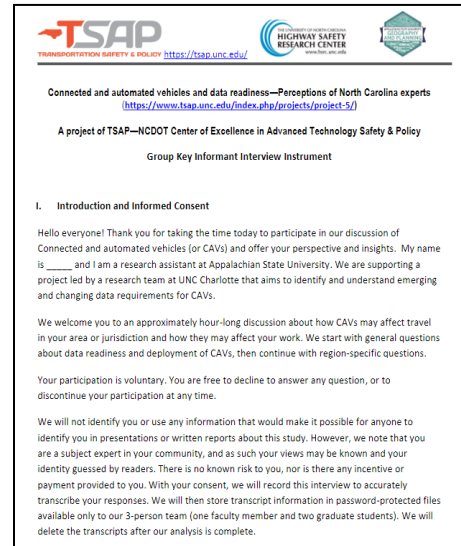 TSAP
TRANSPORTATION SAFETY & POLICY https://tsap.unc.edu/
THE UNIVERSITY OF NORTH CAROLINA
HIGHWAY SAFETY
RESEARCH CENTER
www.hsrc.unc.edu
GEOGRAPHY
AND PLANNING
Connected and automated vehicles and data readiness—Perceptions of North Carolina experts
(https://www.tsap.unc.edu/index.php/projects/project-5/)
A project of TSAP—NCDOT Center of Excellence in Advanced Technology Safety & Policy
Group Key Informant Interview Instrument
I. Introduction and Informed Consent
Hello everyone! Thank you for taking the time today to participate in our discussion of
Connected and automated vehicles (or CAVs) and offer your perspective and insights. My name
is _____ and I am a research assistant at Appalachian State University. We are supporting a
project led by a research team at UNC Charlotte that aims to identify and understand emerging
and changing data requirements for CAVs.
We welcome you to an approximately hour-long discussion about how CAVs may affect travel
in your area or jurisdiction and how they may affect your work. We start with general questions
about data readiness and deployment of CAVs, then continue with region-specific questions.
Your participation is voluntary. You are free to decline to answer any question, or to
discontinue your participation at any time.
We will not identify you or use any information that would make it possible for anyone to
identify you in presentations or written reports about this study. However, we note that you
are a subject expert in your community, and as such your views may be known and your
identity guessed by readers. There is no known risk to you, nor is there any incentive or
payment provided to you. With your consent, we will record this interview to accurately
transcribe your responses. We will then store transcript information in password-protected files
available only to our 3-person team (one faculty member and two graduate students). We will
delete the transcripts after our analysis is complete.